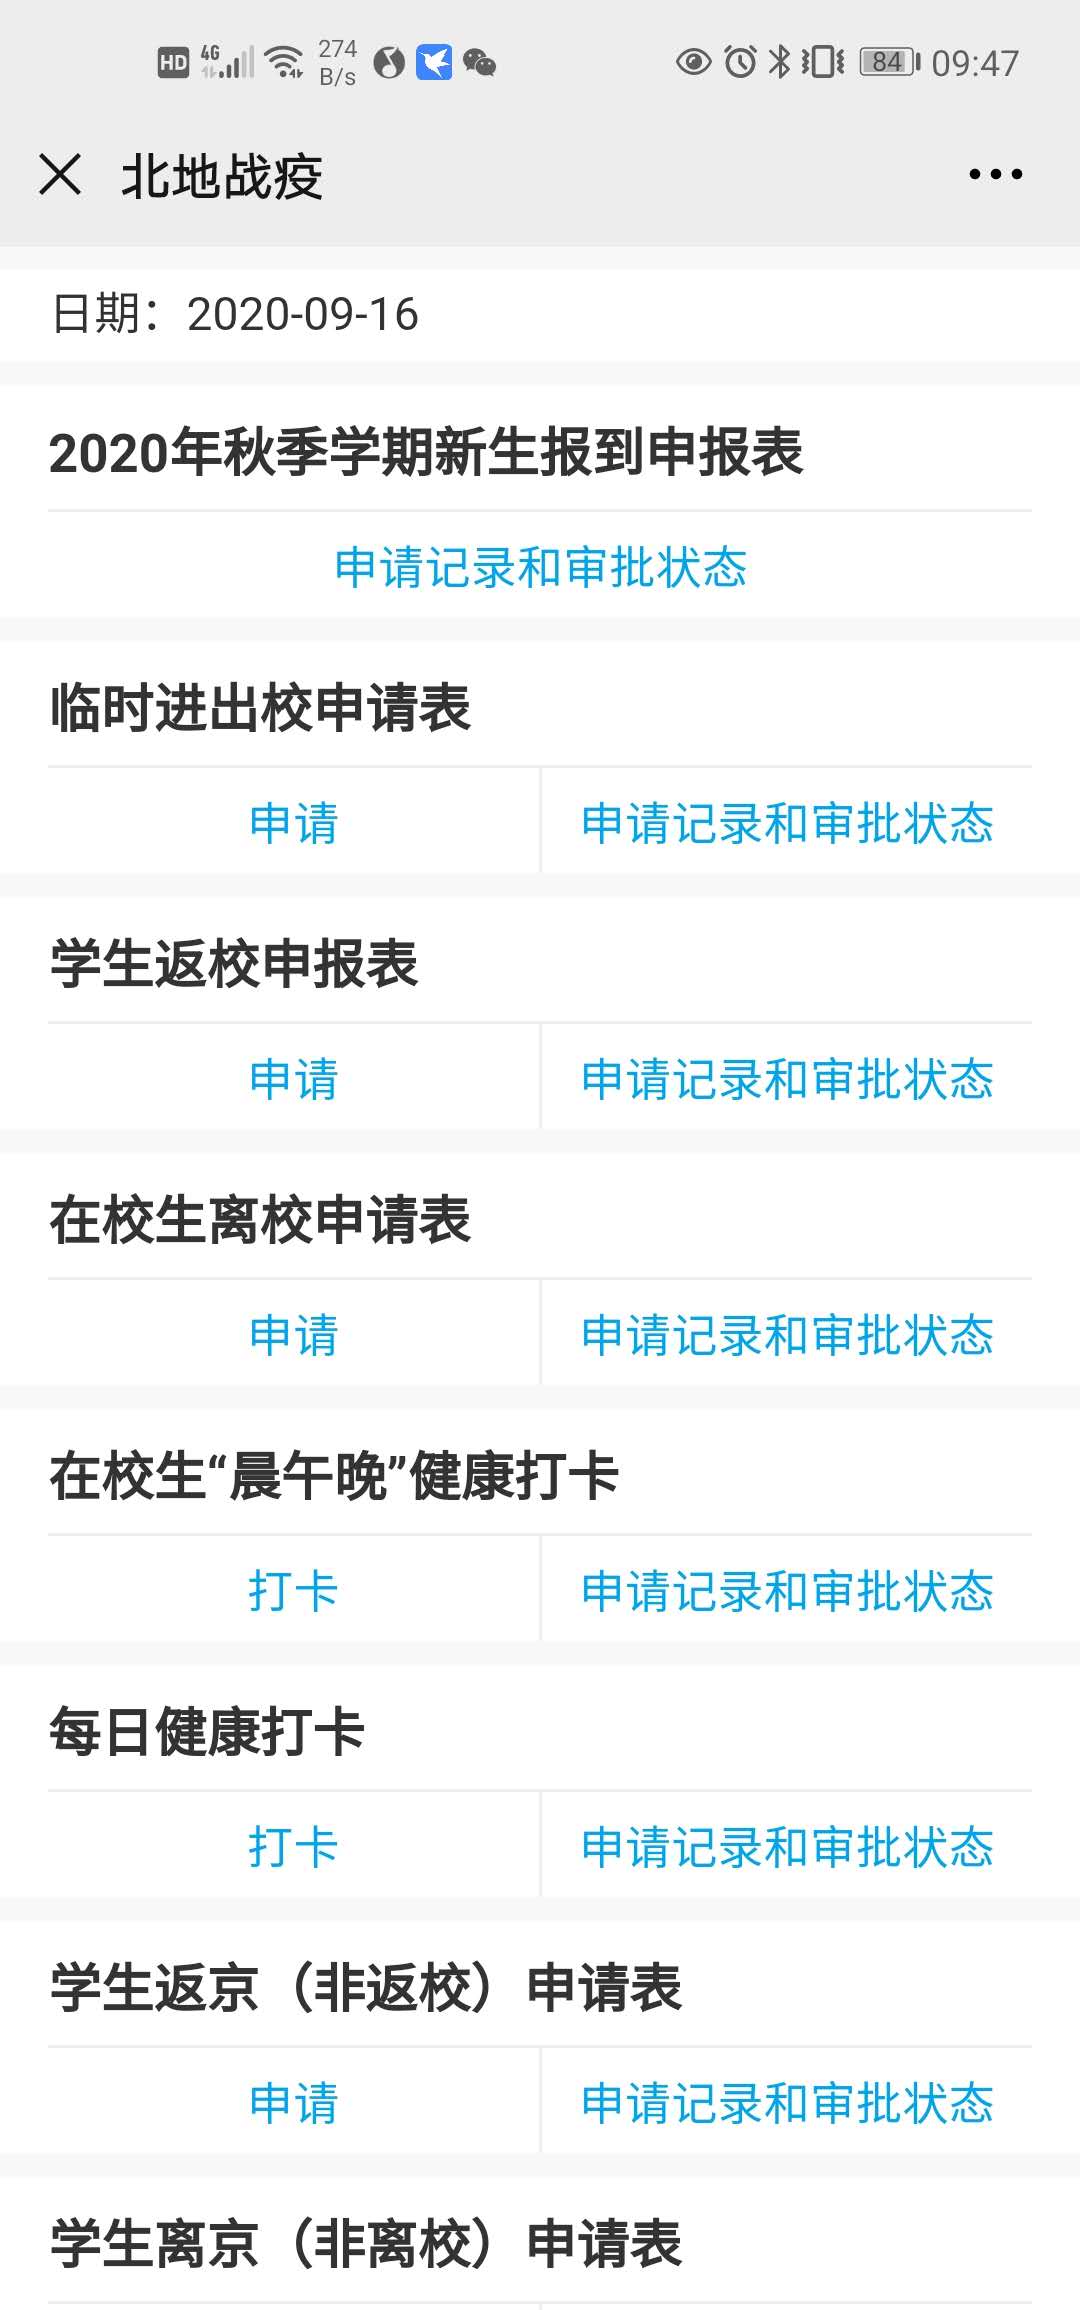 HD 4G 274 B/s 84 09:47
北地战疫
日期：2020-09-16
2020年秋季学期新生报到申报表
申请记录和审批状态
临时进出校申请表
申请 申请记录和审批状态
学生返校申报表
申请 申请记录和审批状态
在校生离校申请表
申请 申请记录和审批状态
在校生“晨午晚”健康打卡
打卡 申请记录和审批状态
每日健康打卡
打卡 申请记录和审批状态
学生返京（非返校）申请表
申请 申请记录和审批状态
学生离京（非离校）申请表